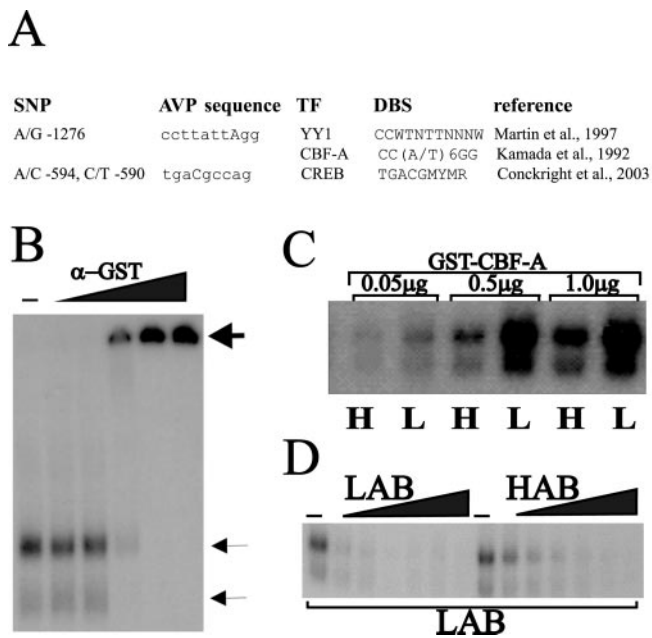 A
SNP AVP sequence TF DBS reference
A/G -1276 ccttattAgg YY1 CCWTNTTNNNW Martin et al., 1997
CBF-A CC(A/T)6GG Kamada et al., 1992
A/C -594, C/T -590 tgaCgccag CREB TGACGMYMR Conckright et al., 2003
B
α–GST
–
C
GST-CBF-A
0.05μg 0.5μg 1.0μg
H L H L H L
D
LAB HAB
– –
LAB